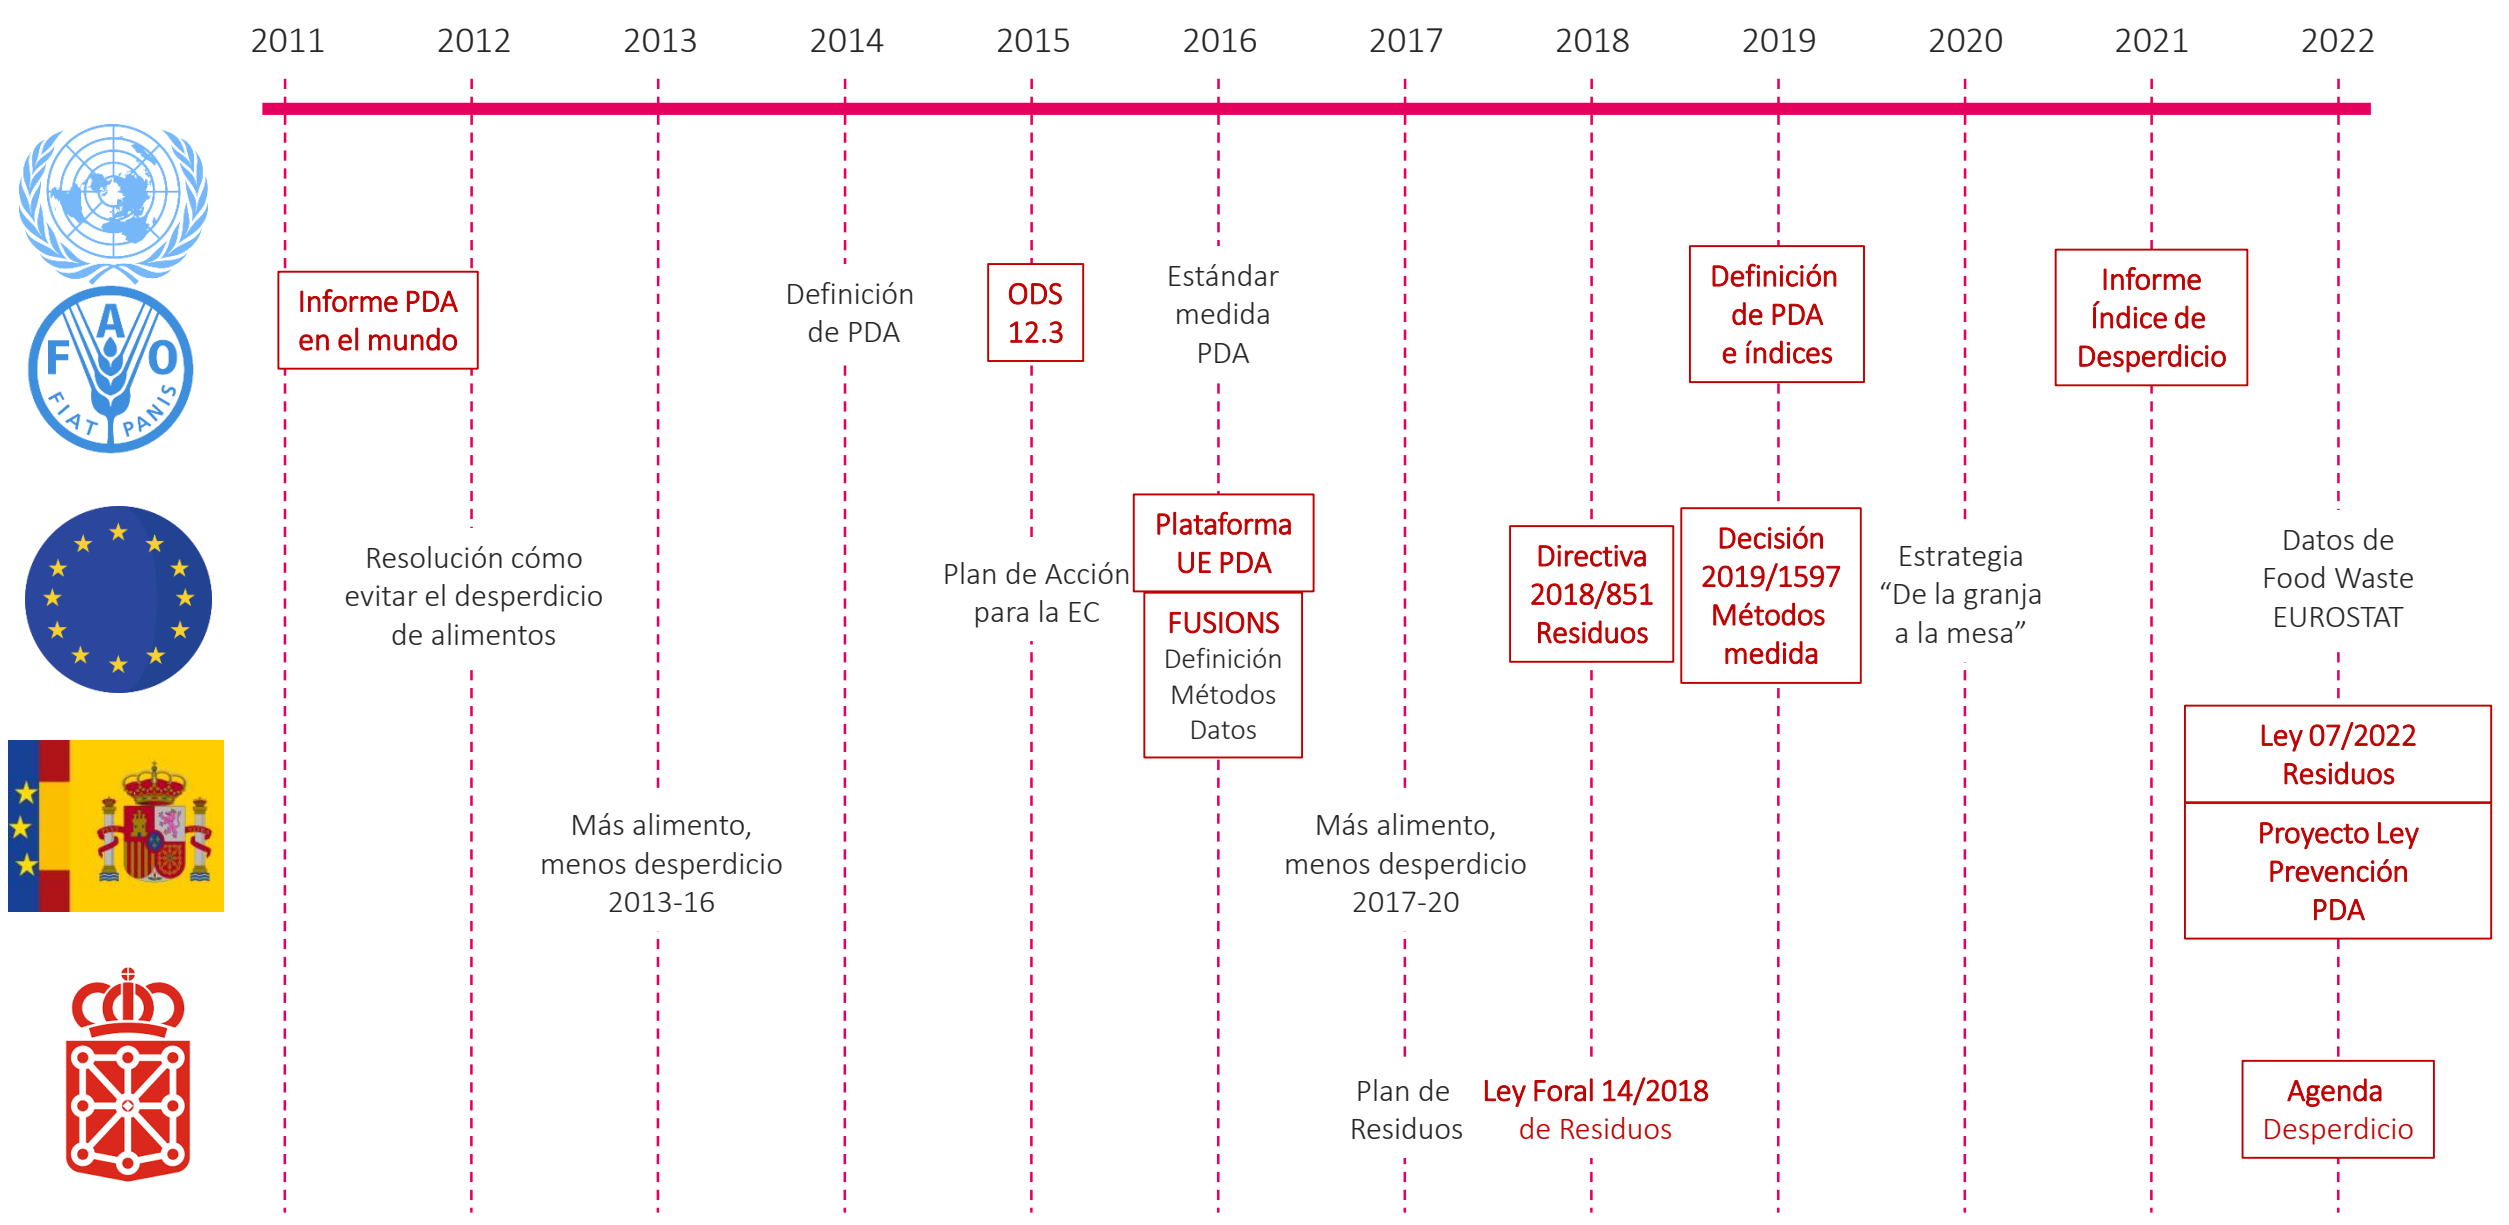 2011 2012 2013 2014 2015 2016 2017 2018 2019 2020 2021 2022
F A O
FIAT PANIS
Informe PDA
en el mundo
Definición
de PDA
ODS
12.3
Estándar
medida
PDA
Definición
de PDA
e índices
Informe
Índice de
Desperdicio
Resolución cómo
evitar el desperdicio
de alimentos
Plan de Acción
para la EC
Plataforma
UE PDA
FUSIONS
Definición
Métodos
Datos
Directiva
2018/851
Residuos
Decisión
2019/1597
Métodos
medida
Estrategia
“De la granja
a la mesa”
Datos de
Food Waste
EUROSTAT
Más alimento,
menos desperdicio
2013-16
Más alimento,
menos desperdicio
2017-20
Ley 07/2022
Residuos
Proyecto Ley
Prevención
PDA
Plan de
Residuos
Ley Foral 14/2018
de Residuos
Agenda
Desperdicio